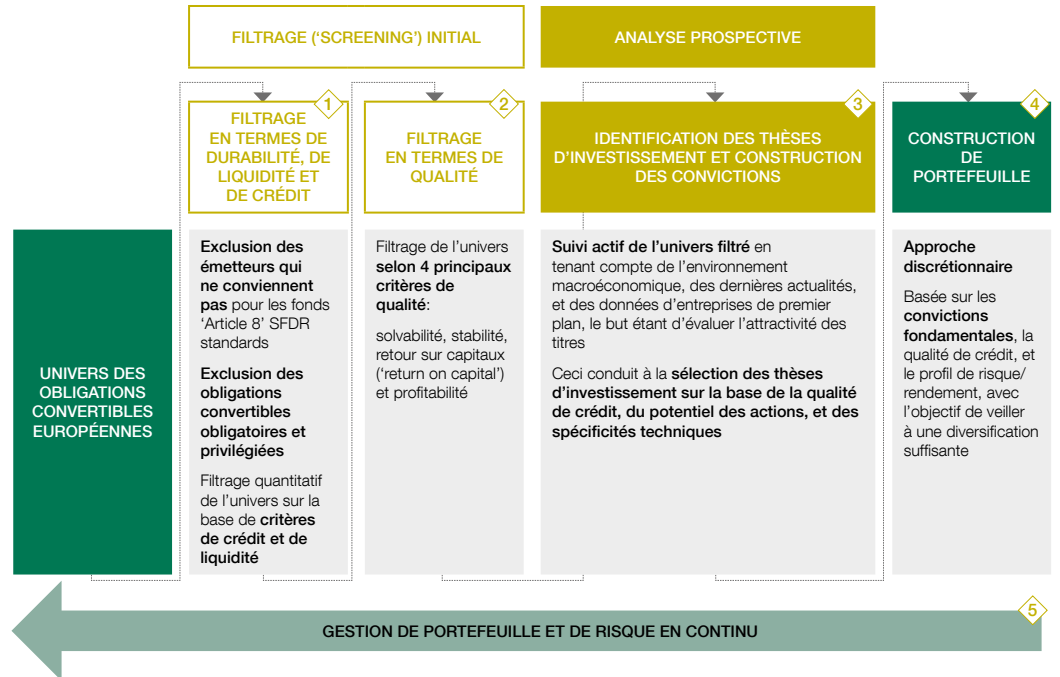 FILTRAGE (‘SCREENING’) INITIAL
ANALYSE PROSPECTIVE
1
FILTRAGE
EN TERMES DE
DURABILITÉ, DE
LIQUIDITÉ ET
DE CRÉDIT
2
FILTRAGE
EN TERMES DE
QUALITÉ
3
IDENTIFICATION DES THÈSES
D’INVESTISSEMENT ET CONSTRUCTION
DES CONVICTIONS
4
CONSTRUCTION
DE
PORTEFEUILLE
UNIVERS DES
OBLIGATIONS
CONVERTIBLES
EUROPÉENNES
Exclusion des
émetteurs qui
ne conviennent
pas pour les fonds
‘Article 8’ SFDR
standards
Exclusion des
obligations
convertibles
obligatoires et
privilégiées
Filtrage quantitatif
de l’univers sur la
base de critères
de crédit et de
liquidité
Filtrage de l’univers
selon 4 principaux
critères de
qualité:
solvabilité, stabilité,
retour sur capitaux
(‘return on capital’)
et profitabilité
Suivi actif de l’univers filtré en
tenant compte de l’environnement
macroéconomique, des dernières actualités,
et des données d’entreprises de premier
plan, le but étant d’évaluer l’attractivité des
titres
Ceci conduit à la sélection des thèses
d’investissement sur la base de la qualité
de crédit, du potentiel des actions, et des
spécificités techniques
Approche
discrétionnaire
Basée sur les
convictions
fondamentales, la
qualité de crédit, et
le profil de risque/
rendement, avec
l’objectif de veiller
à une diversification
suffisante
5
GESTION DE PORTEFEUILLE ET DE RISQUE EN CONTINU